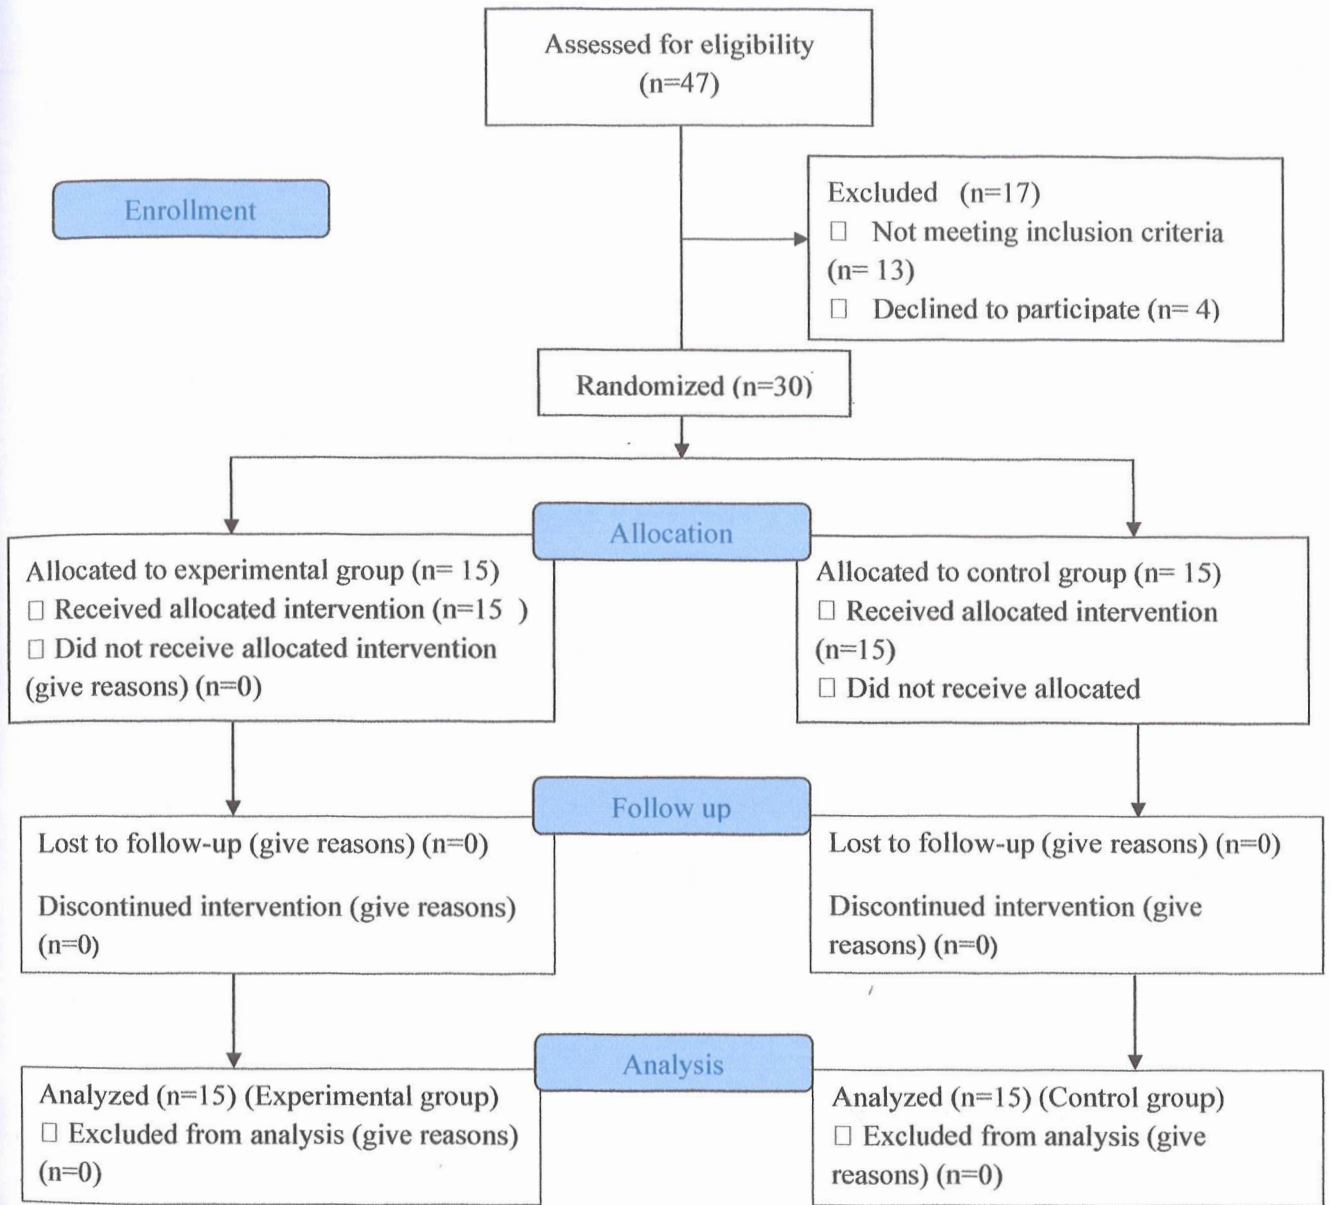 Assessed for eligibility
(n=47)
Enrollment
Excluded (n=17)
□ Not meeting inclusion criteria
(n= 13)
□ Declined to participate (n= 4)
Randomized (n=30)
Allocation
Allocated to experimental group (n= 15)
□ Received allocated intervention (n=15 )
□ Did not receive allocated intervention
(give reasons) (n=0)
Allocated to control group (n= 15)
□ Received allocated intervention
(n=15)
□ Did not receive allocated
Follow up
Lost to follow-up (give reasons) (n=0)
Discontinued intervention (give reasons)
(n=0)
Lost to follow-up (give reasons) (n=0)
Discontinued intervention (give
reasons) (n=0)
Analysis
Analyzed (n=15) (Experimental group)
□ Excluded from analysis (give reasons)
(n=0)
Analyzed (n=15) (Control group)
□ Excluded from analysis (give
reasons) (n=0)